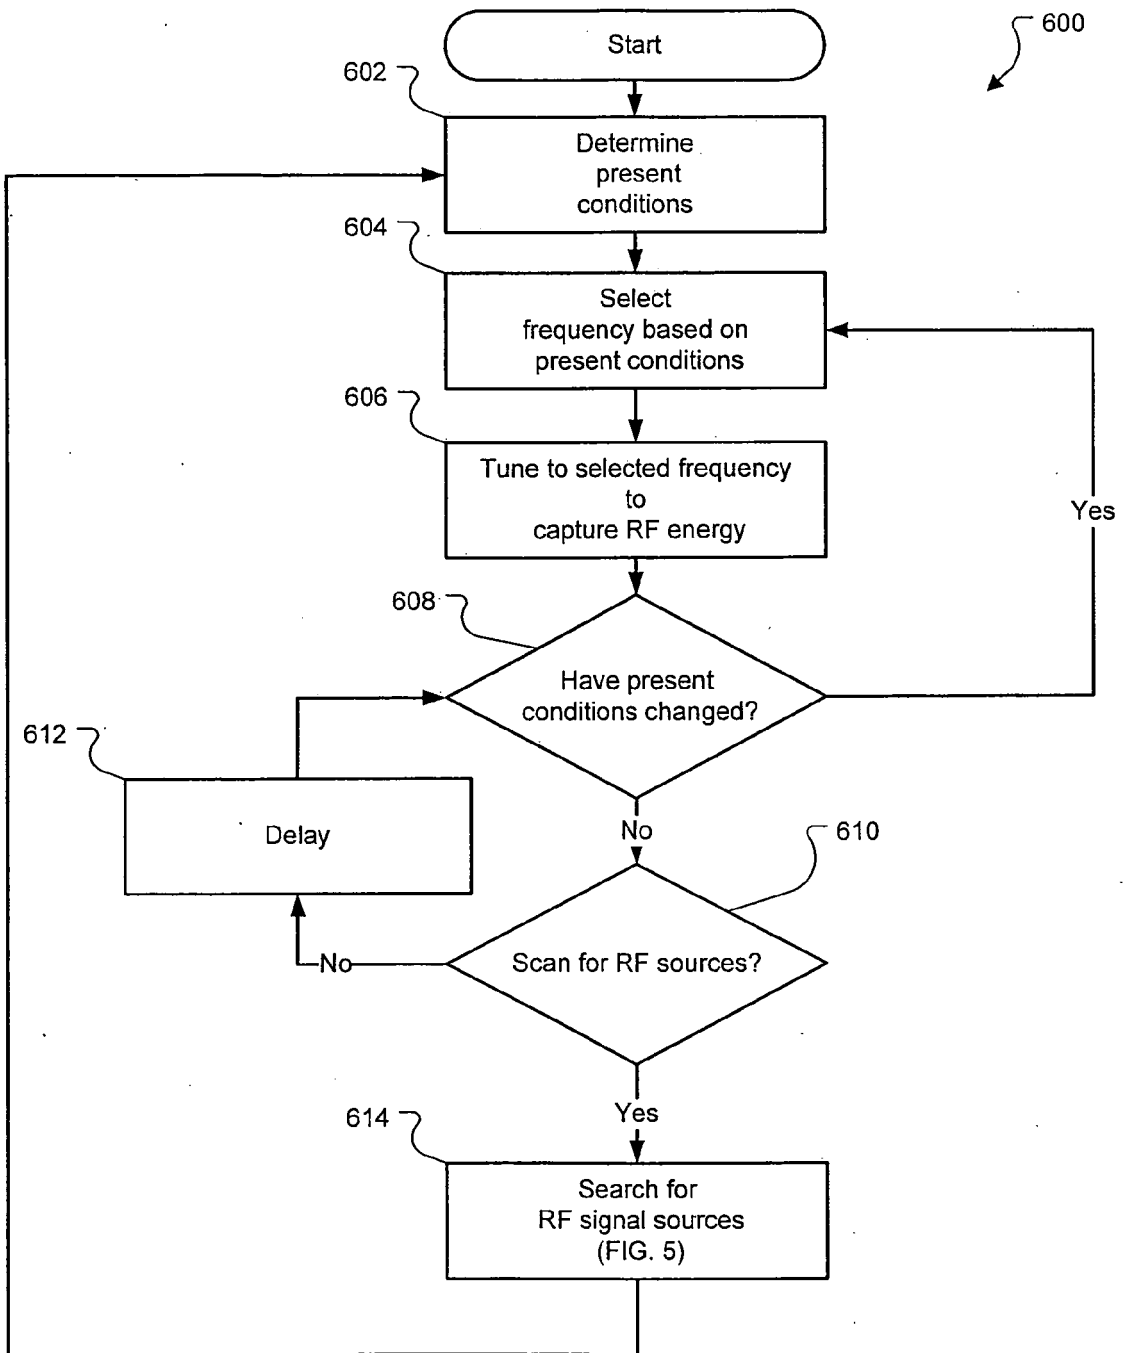 Start
600
602
Determine
present
conditions
604
Select
frequency based on
present conditions
606
Tune to selected frequency
to
capture RF energy
Yes
608
Have present
conditions changed?
612
Delay
No
610
Scan for RF sources?
No
Yes
614
Search for
RF signal sources
(FIG. 5)